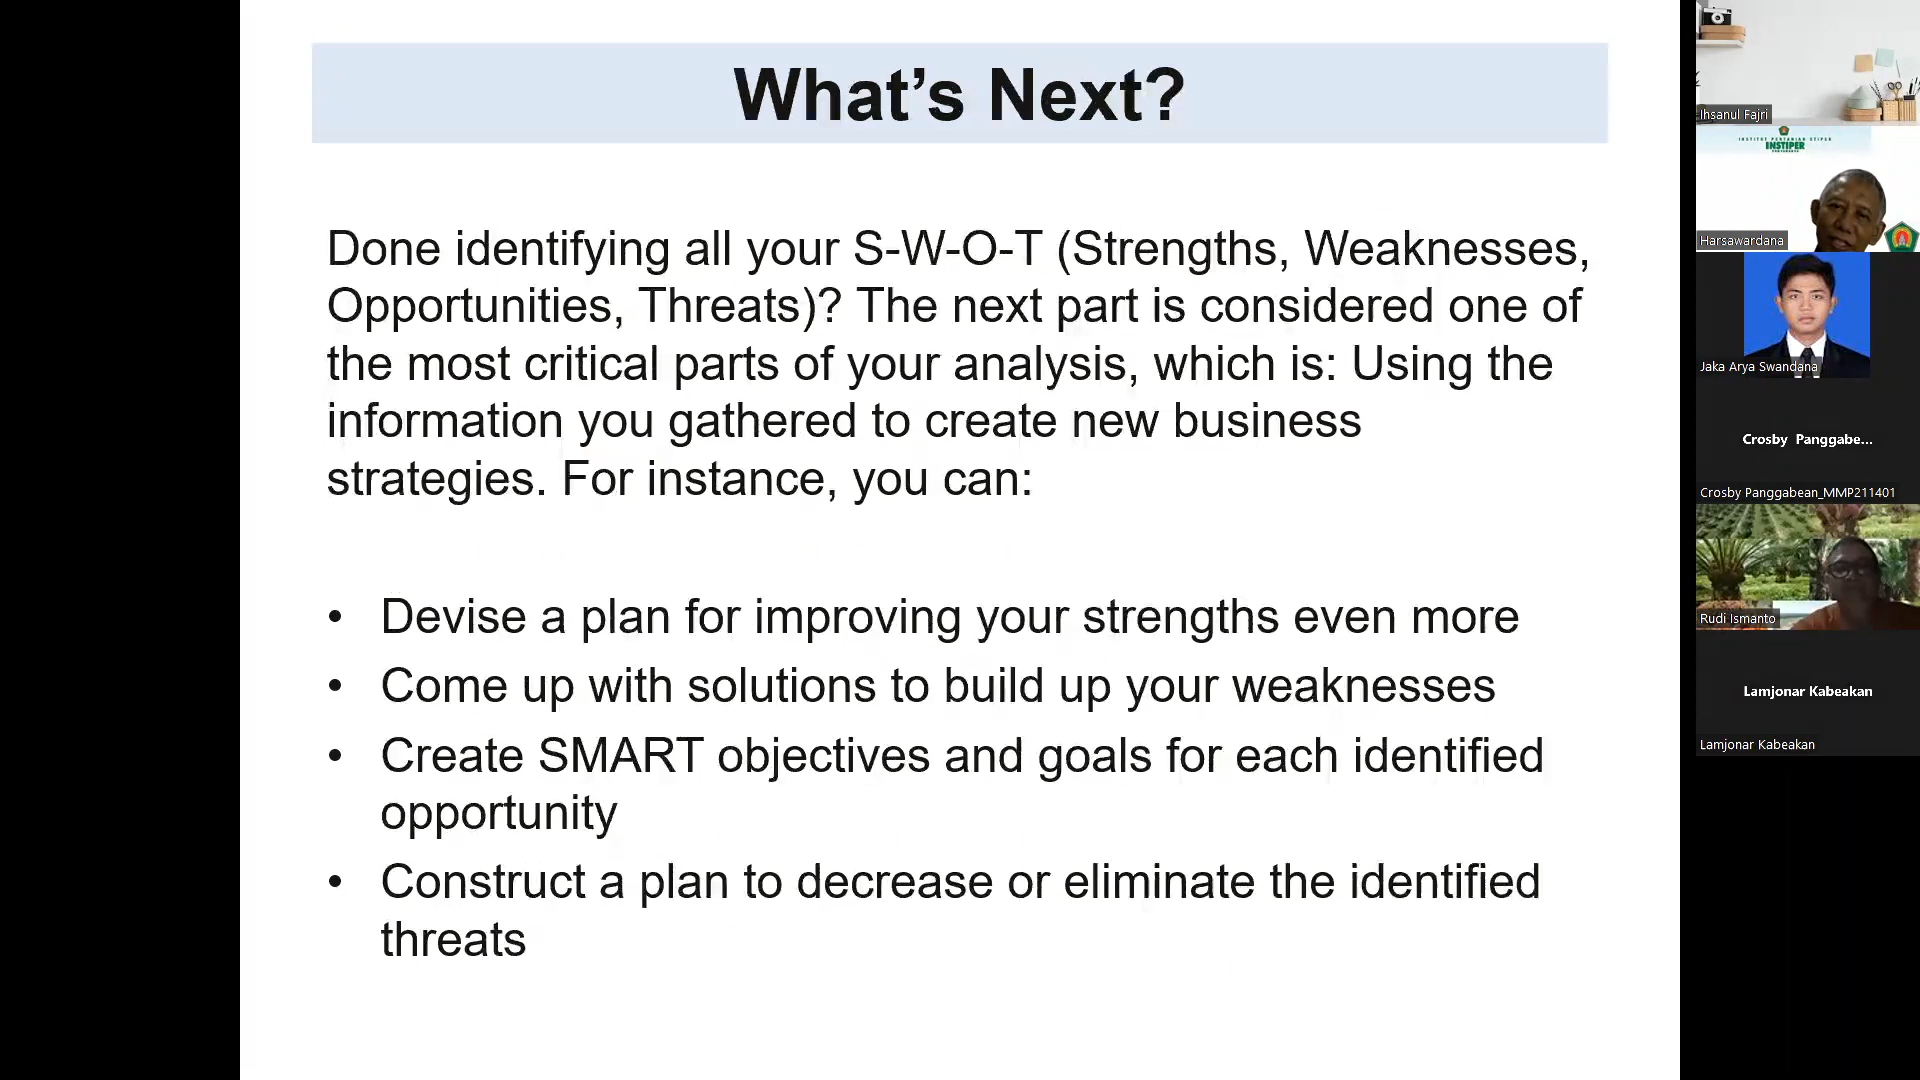 What’s Next?
Done identifying all your S-W-O-T (Strengths, Weaknesses,
Opportunities, Threats)? The next part is considered one of
the most critical parts of your analysis, which is: Using the
information you gathered to create new business
strategies. For instance, you can:
• Devise a plan for improving your strengths even more
• Come up with solutions to build up your weaknesses
• Create SMART objectives and goals for each identified
opportunity
• Construct a plan to decrease or eliminate the identified
threats
Ihsanul Fajri
INSTITUT PERTANIAN STIPER
INSTIPER
Harsawardana
Jaka Arya Swandana
Crosby Panggabe...
Crosby Panggabean_MMP211401
Rudi Ismanto
Lamjonar Kabeakan
Lamjonar Kabeakan